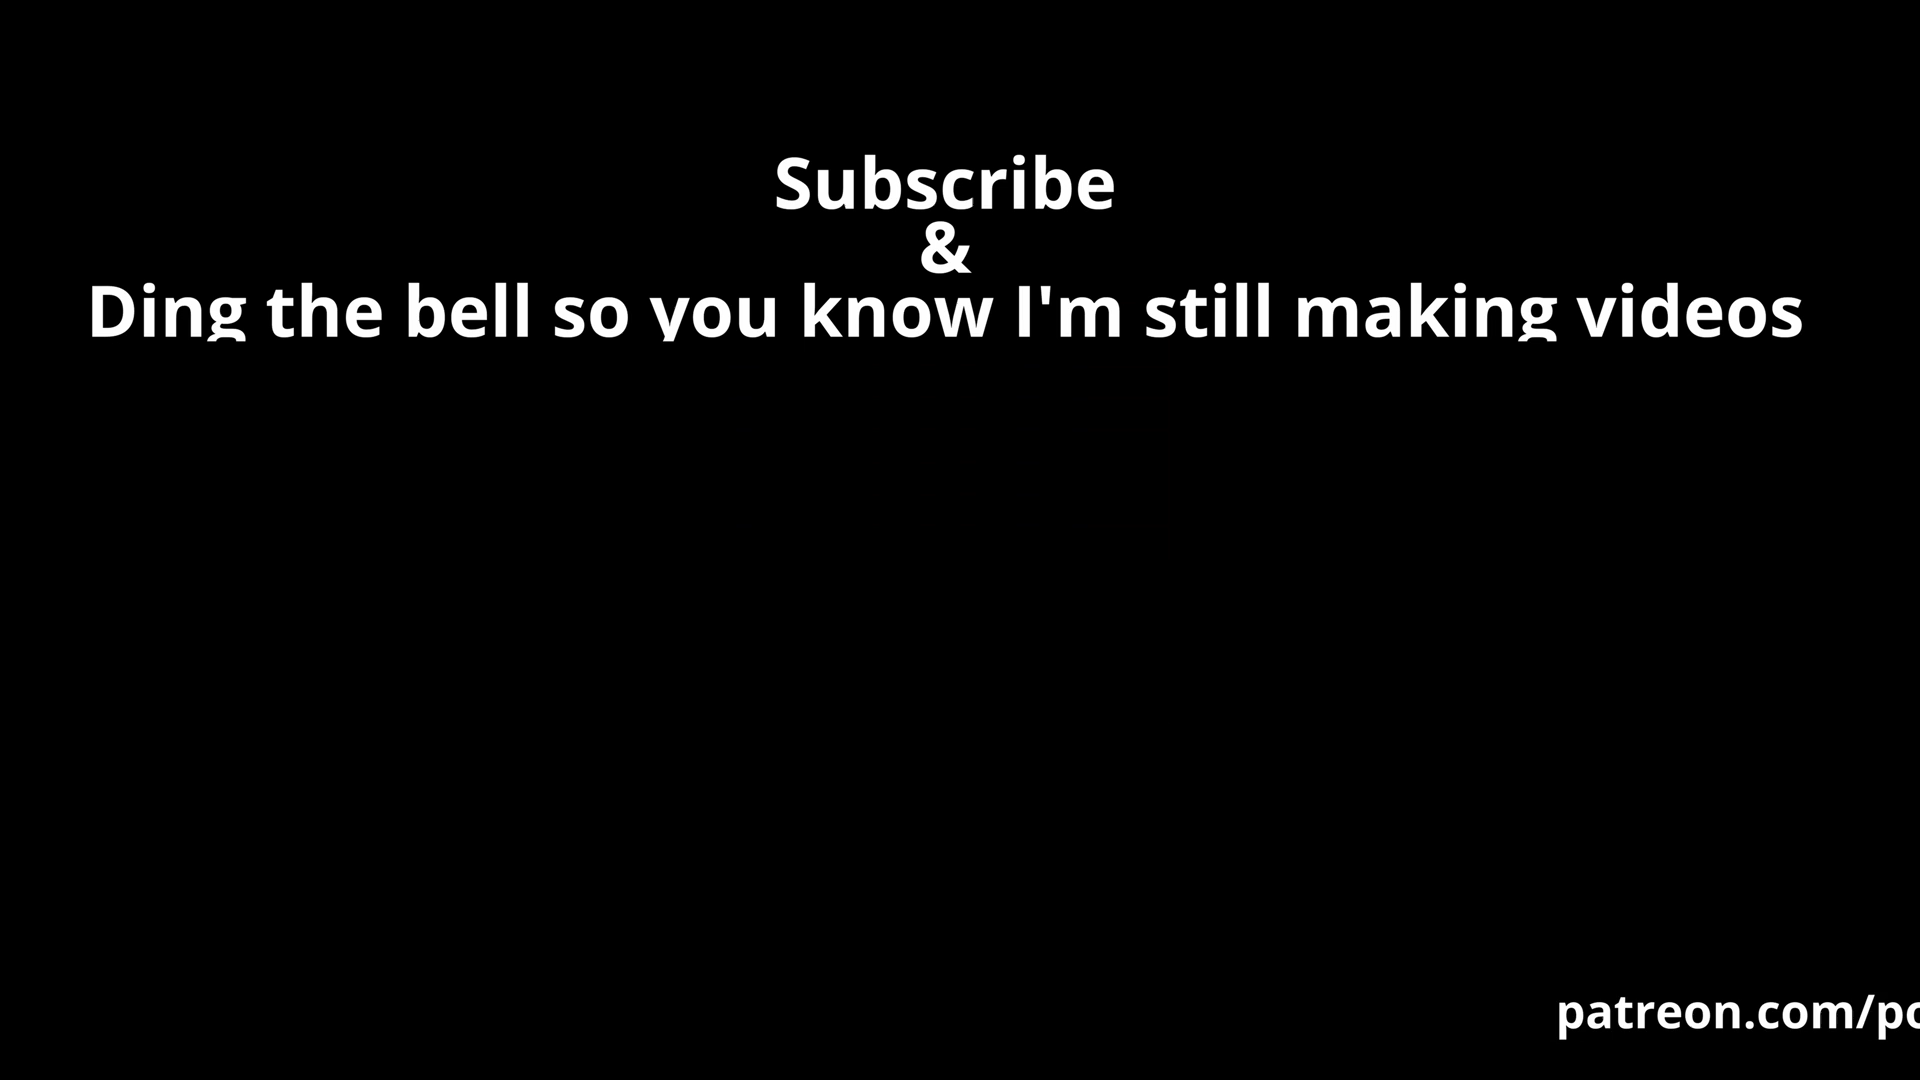 Subscribe
&
Ding the bell so you know I'm still making videos
patreon.com/